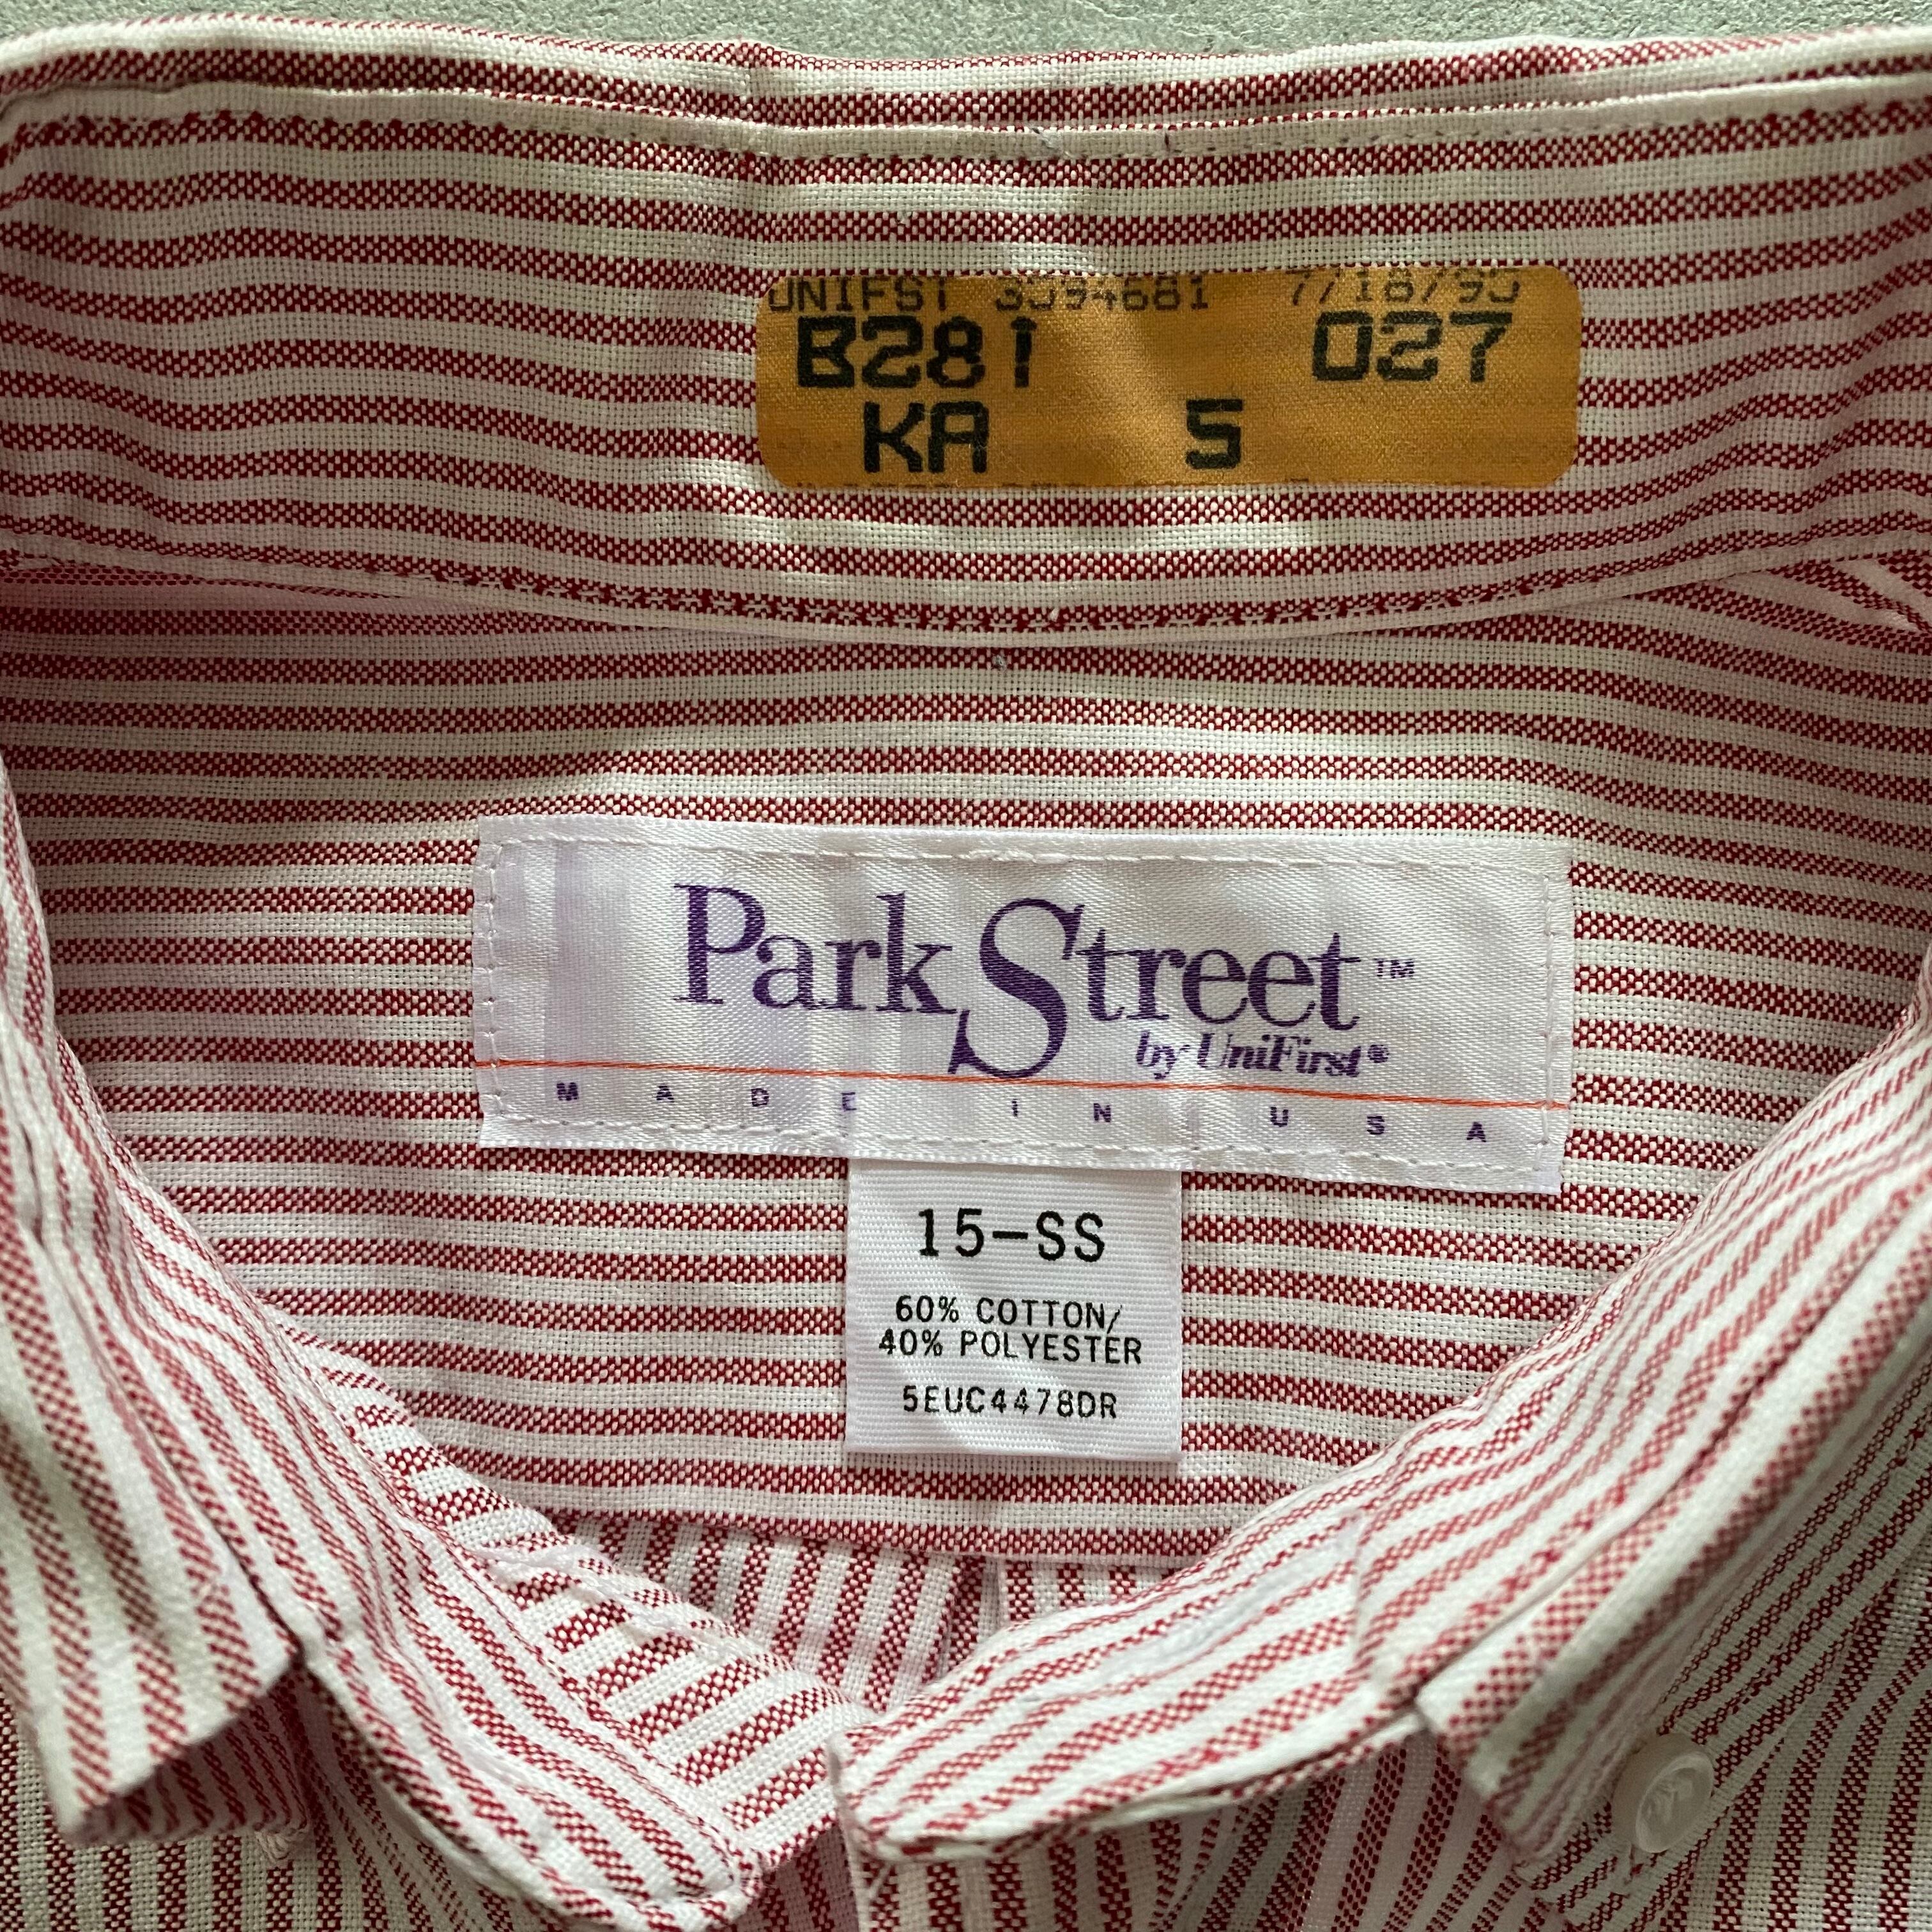 UNIFST 3594681 7/18/95
B281 027
KA 5
Park Street™
by UniFirst®
MADE IN USA
15-SS
60% COTTON/
40% POLYESTER
5EUC4478DR